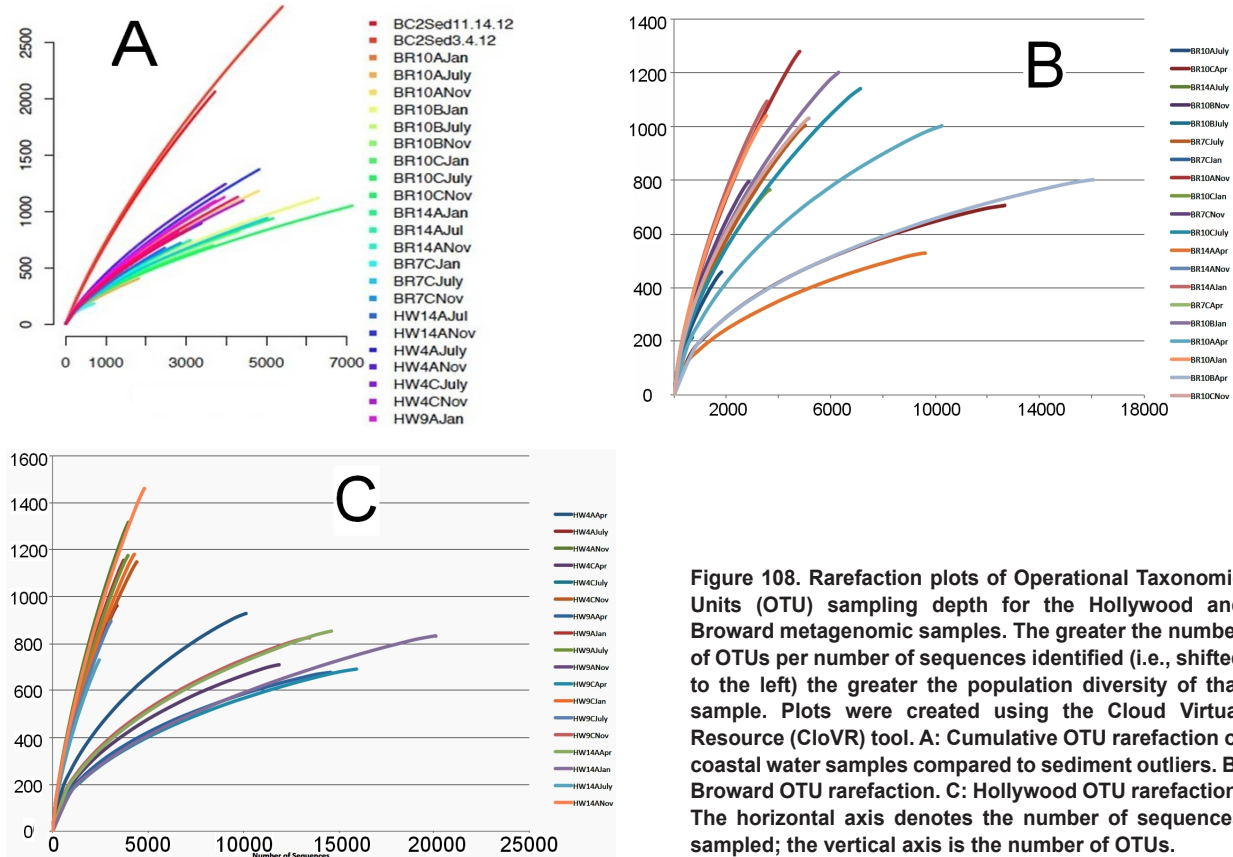 A
2500
2000
1500
1000
500
0
0 1000 3000 5000 7000
BC2Sed11.14.12
BC2Sed3.4.12
BR10AJan
BR10AJuly
BR10ANov
BR10BJan
BR10BJuly
BR10BNov
BR10CJan
BR10CJuly
BR10CNov
BR14AJan
BR14AJul
BR14ANov
BR7CJan
BR7CJuly
BR7CNov
HW14AJul
HW14ANov
HW4AJuly
HW4ANov
HW4CJuly
HW4CNov
HW9AJan
B
1400
1200
1000
800
600
400
200
0
2000 6000 10000 14000 18000
BR10AJuly
BR10CApr
BR14AJuly
BR10BNov
BR10BJuly
BR7CJuly
BR7CJan
BR10ANov
BR10CJan
BR7CNov
BR10CJuly
BR14AApr
BR14ANov
BR14AJan
BR7CApr
BR10BJan
BR10AApr
BR10AJan
BR10BApr
BR10CNov
C
1600
1400
1200
1000
800
600
400
200
0
0 5000 10000 15000 20000 25000
Number of Sequences
HW4AApr
HW4AJuly
HW4ANov
HW4CApr
HW4CJuly
HW4CNov
HW9AApr
HW9AJan
HW9AJuly
HW9ANov
HW9CApr
HW9CJan
HW9CJuly
HW9CNov
HW14AApr
HW14AJan
HW14AJuly
HW14ANov
Figure 108. Rarefaction plots of Operational Taxonomi
Units (OTU) sampling depth for the Hollywood and
Broward metagenomic samples. The greater the number
of OTUs per number of sequences identified (i.e., shifted
to the left) the greater the population diversity of tha
sample. Plots were created using the Cloud Virtua
Resource (CloVR) tool. A: Cumulative OTU rarefaction o
coastal water samples compared to sediment outliers. B
Broward OTU rarefaction. C: Hollywood OTU rarefaction
The horizontal axis denotes the number of sequence
sampled; the vertical axis is the number of OTUs.